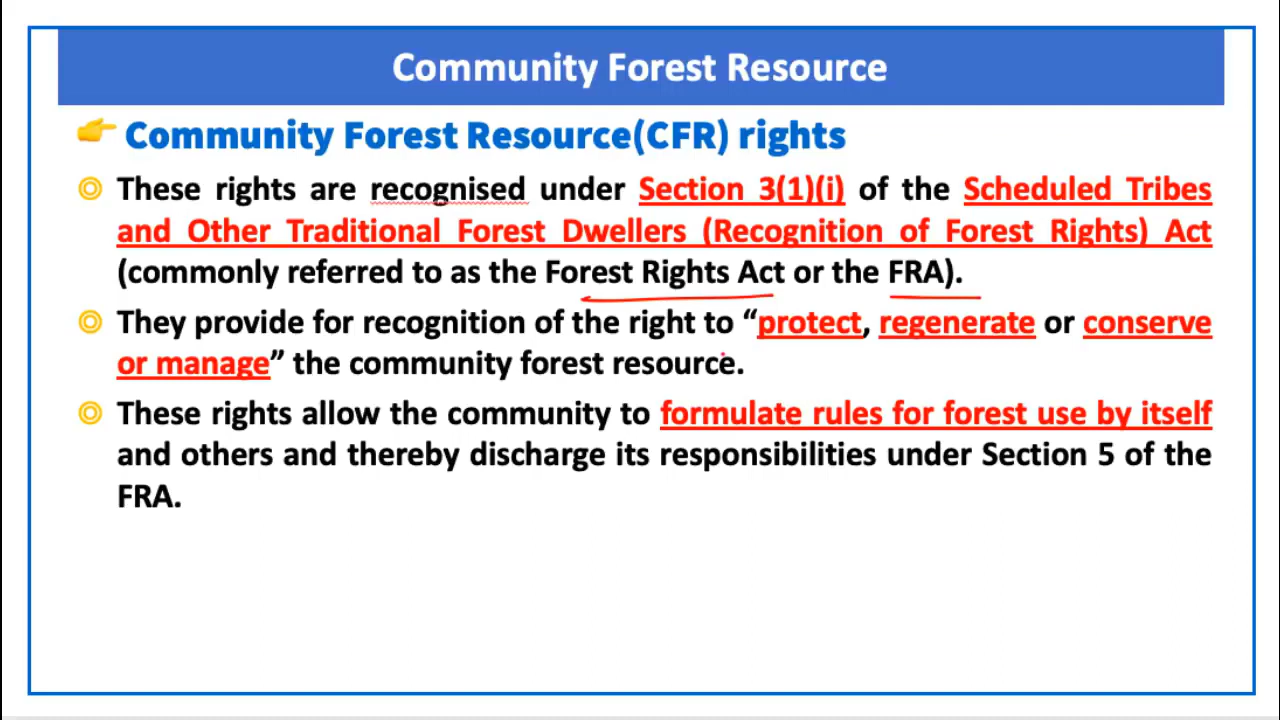 Community Forest Resource
Community Forest Resource(CFR) rights
These rights are recognised under Section 3(1)(i) of the Scheduled Tribes
and Other Traditional Forest Dwellers (Recognition of Forest Rights) Act
(commonly referred to as the Forest Rights Act or the FRA).
They provide for recognition of the right to “protect, regenerate or conserve
or manage” the community forest resource.
These rights allow the community to formulate rules for forest use by itself
and others and thereby discharge its responsibilities under Section 5 of the
FRA.